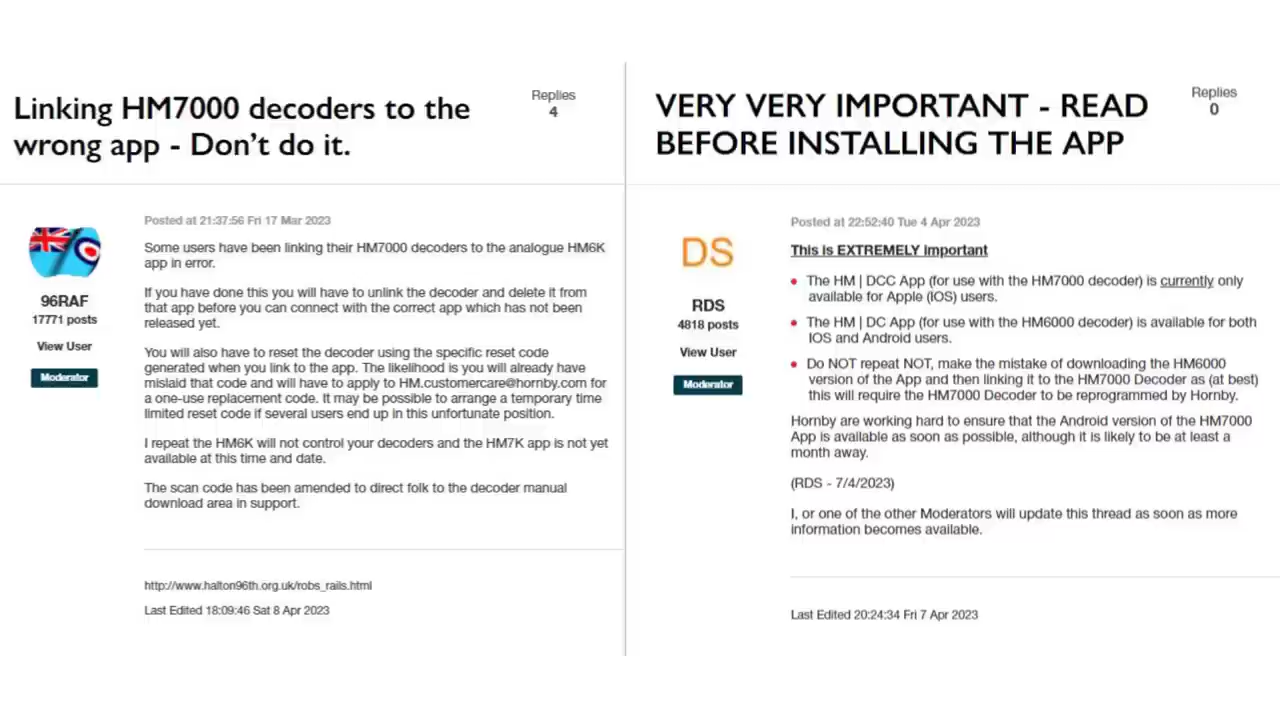 Linking HM7000 decoders to the
wrong app - Don't do it.
Replies
4
96RAF
17771 posts
View User
Moderator
Posted at 21:37:56 Fri 17 Mar 2023
Some users have been linking their HM7000 decoders to the analogue HM6K
app in error.
If you have done this you will have to unlink the decoder and delete it from
that app before you can connect with the correct app which has not been
released yet.
You will also have to reset the decoder using the specific reset code
generated when you link to the app. The likelihood is you will already have
mislaid that code and will have to apply to HM.customercare@hornby.com for
a one-use replacement code. It may be possible to arrange a temporary time
limited reset code if several users end up in this unfortunate position.
I repeat the HM6K will not control your decoders and the HM7K app is not yet
available at this time and date.
The scan code has been amended to direct folk to the decoder manual
download area in support.
http://www.halton96th.org.uk/robs_rails.html
Last Edited 18:09:46 Sat 8 Apr 2023
VERY VERY IMPORTANT - READ
BEFORE INSTALLING THE APP
Replies
0
DS
RDS
4818 posts
View User
Moderator
Posted at 22:52:40 Tue 4 Apr 2023
This is EXTREMELY important
• The HM | DCC App (for use with the HM7000 decoder) is currently only
available for Apple (IOS) users.
• The HM | DC App (for use with the HM6000 decoder) is available for both
IOS and Android users.
• Do NOT repeat NOT, make the mistake of downloading the HM6000
version of the App and then linking it to the HM7000 Decoder as (at best)
this will require the HM7000 Decoder to be reprogrammed by Hornby.
Hornby are working hard to ensure that the Android version of the HM7000
App is available as soon as possible, although it is likely to be at least a
month away.
(RDS - 7/4/2023)
I, or one of the other Moderators will update this thread as soon as more
information becomes available.
Last Edited 20:24:34 Fri 7 Apr 2023